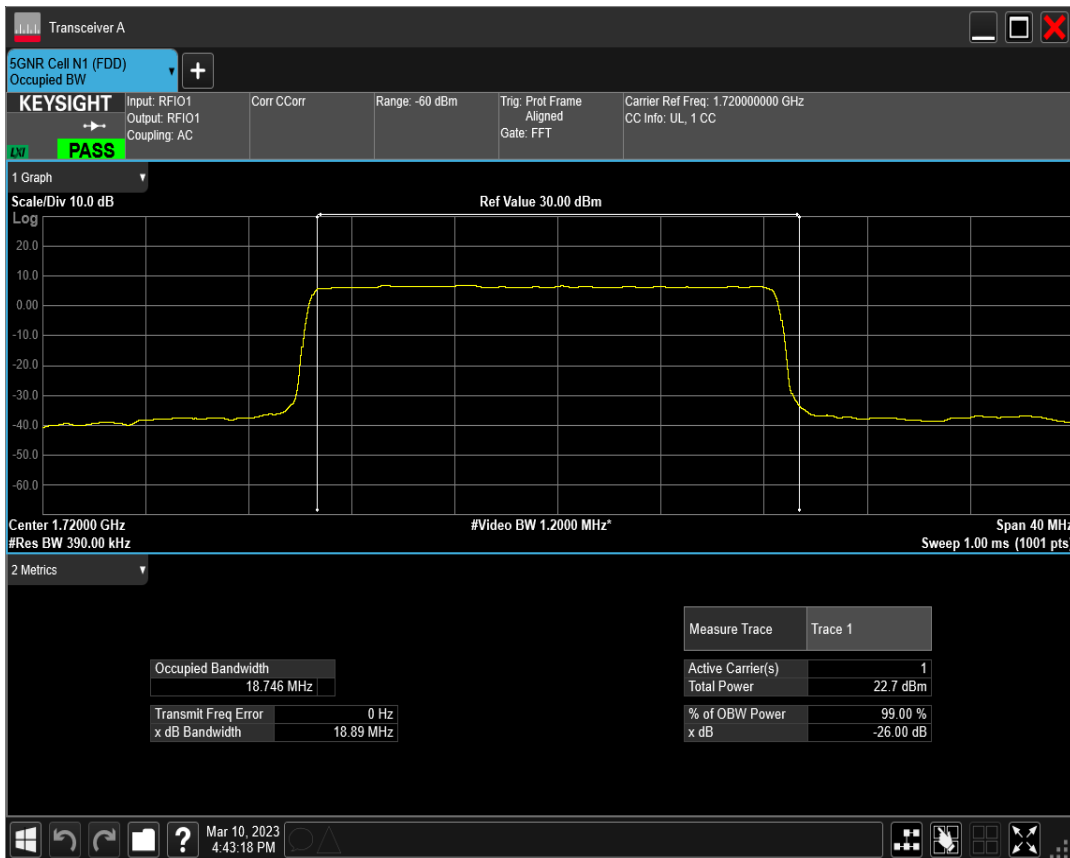 Transceiver A
5GNR Cell N1 (FDD)
Occupied BW
+
KEYSIGHT
LXI
PASS
Input: RFIO1
Output: RFIO1
Coupling: AC
Corr CCorr
Range: -60 dBm
Trig: Prot Frame
Aligned
Gate: FFT
Carrier Ref Freq: 1.720000000 GHz
CC Info: UL, 1 CC
1 Graph
Scale/Div 10.0 dB
Ref Value 30.00 dBm
Log
20.0
10.0
0.00
-10.0
-20.0
-30.0
-40.0
-50.0
-60.0
Center 1.72000 GHz
#Video BW 1.2000 MHz*
Span 40 MHz
#Res BW 390.00 kHz
Sweep 1.00 ms (1001 pts)
2 Metrics
Measure Trace Trace 1
Occupied Bandwidth
18.746 MHz
Transmit Freq Error 0 Hz
x dB Bandwidth 18.89 MHz
Active Carrier(s) 1
Total Power 22.7 dBm
% of OBW Power 99.00 %
x dB -26.00 dB
?
Mar 10, 2023
4:43:18 PM